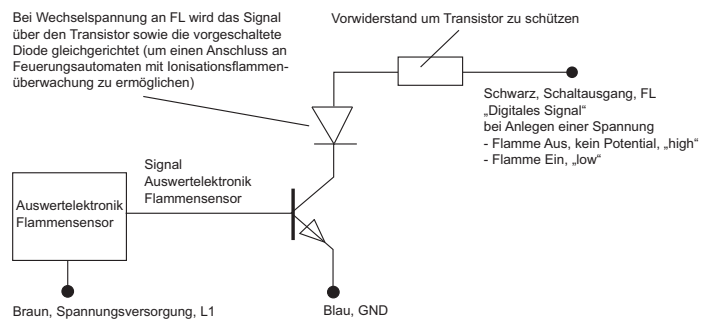 Bei Wechselspannung an FL wird das Signal
über den Transistor sowie die vorgeschaltete
Diode gleichgerichtet (um einen Anschluss an
Feuerungsautomaten mit Ionisationsflammen-
überwachung zu ermöglichen)
Vorwiderstand um Transistor zu schützen
Schwarz, Schaltausgang, FL
„Digitales Signal“
bei Anlegen einer Spannung
- Flamme Aus, kein Potential, „high“
- Flamme Ein, „low“
Signal
Auswertelektronik
Flammensensor
Auswertelektronik
Flammensensor
Braun, Spannungsversorgung, L1
Blau, GND